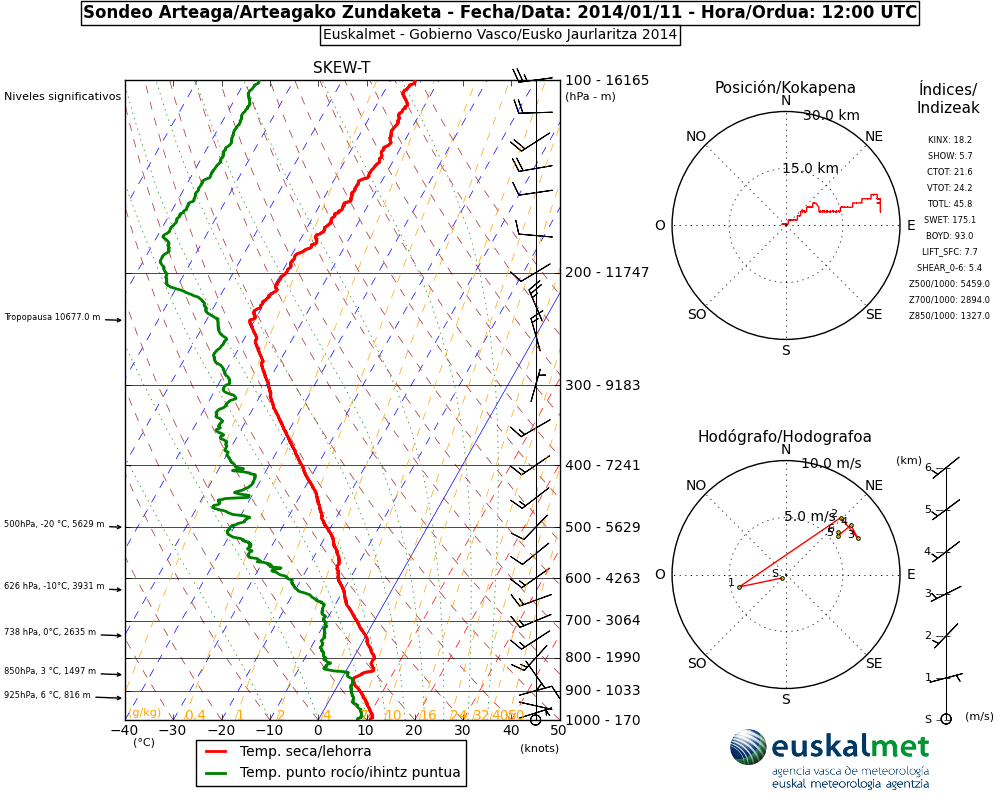 Sondeo Arteaga/Arteagako Zundaketa - Fecha/Data: 2014/01/11 - Hora/Ordua: 12:00 UTC
Euskalmet - Gobierno Vasco/Eusko Jaurlaritza 2014
SKEW-T
Niveles significativos
Tropopausa 10677.0 m
500hPa, -20 °C, 5629 m
626 hPa, -10°C, 3931 m
738 hPa, 0°C, 2635 m
850hPa, 3 °C, 1497 m
925hPa, 6 °C, 816 m
100 - 16165
(hPa - m)
200 - 11747
300 - 9183
400 - 7241
500 - 5629
600 - 4263
700 - 3064
800 - 1990
900 - 1033
1000 - 170
(g/kg) 0.4 1 2 4 10 16 24 32 40 50
−40 −30 −20 −10 0 10 20 30 40 50
(°C)
(knots)
Temp. seca/lehorra
Temp. punto rocío/ihintz puntua
Posición/Kokapena
N
30.0 km
NO
NE
15.0 km
O
E
SO
SE
S
Índices/
Indizeak
KINX: 18.2
SHOW: 5.7
CTOT: 21.6
VTOT: 24.2
TOTL: 45.8
SWET: 175.1
BOYD: 93.0
LIFT_SFC: 7.7
SHEAR_0-6: 5.4
Z500/1000: 5459.0
Z700/1000: 2894.0
Z850/1000: 1327.0
Hodógrafo/Hodografoa
N
10.0 m/s
NO
NE
5.0 m/s
2
4
3
6
5
S
1
O
E
SO
SE
S
(km)
6
5
4
3
2
1
S
(m/s)
euskalmet
agencia vasca de meteorología
euskal meteorologia agentzia